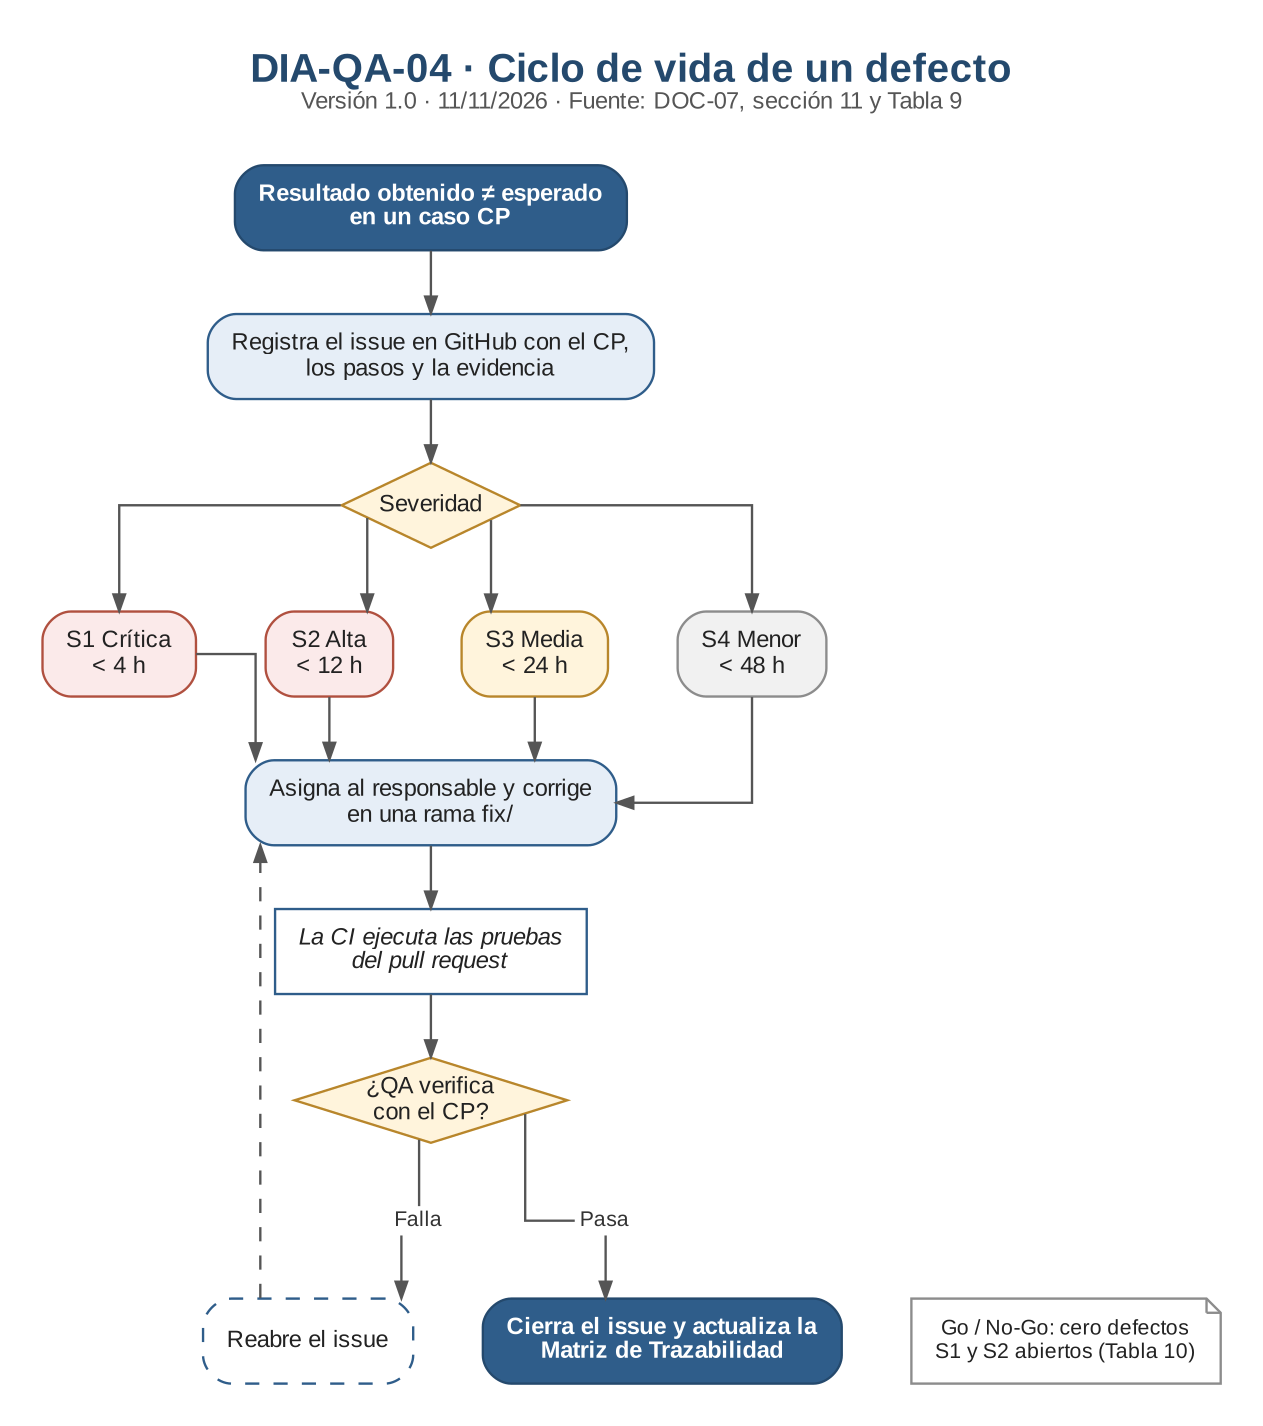 DIA-QA-04 · Ciclo de vida de un defecto
Versión 1.0 · 11/11/2026 · Fuente: DOC-07, sección 11 y Tabla 9
Resultado obtenido ≠ esperado
en un caso CP
Registra el issue en GitHub con el CP,
los pasos y la evidencia
Severidad
S1 Crítica
< 4 h
S2 Alta
< 12 h
S3 Media
< 24 h
S4 Menor
< 48 h
Asigna al responsable y corrige
en una rama fix/
La CI ejecuta las pruebas
del pull request
¿QA verifica
con el CP?
Falla
Pasa
Reabre el issue
Cierra el issue y actualiza la
Matriz de Trazabilidad
Go / No-Go: cero defectos
S1 y S2 abiertos (Tabla 10)